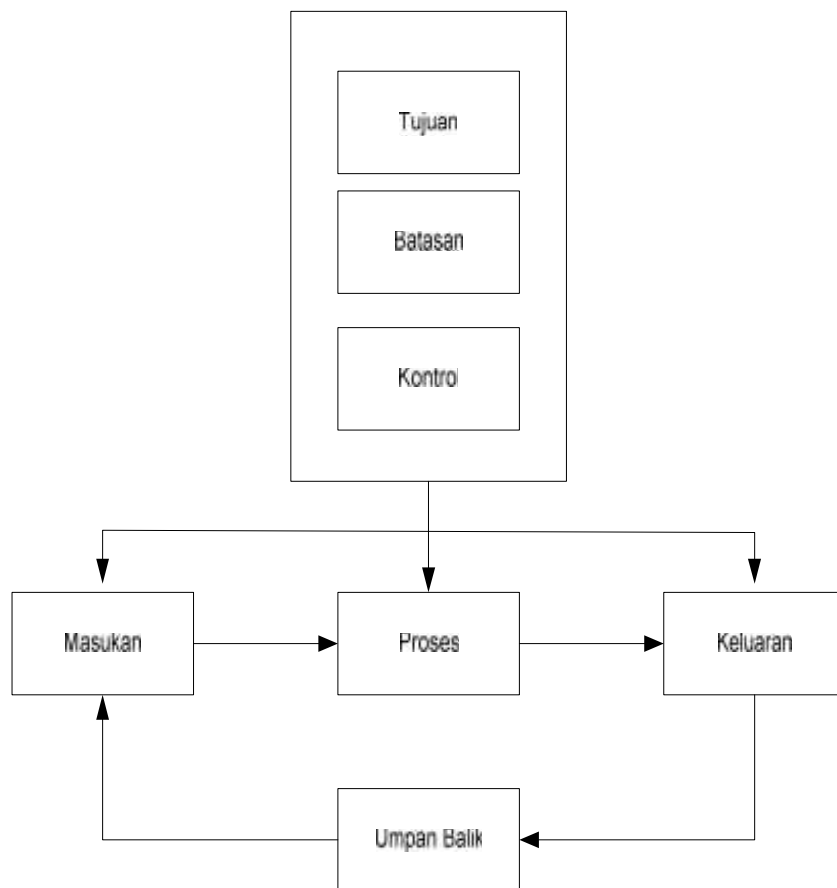 Tujuan
Batasan
Kontrol
Masukan
Proses
Keluaran
Umpan Balik